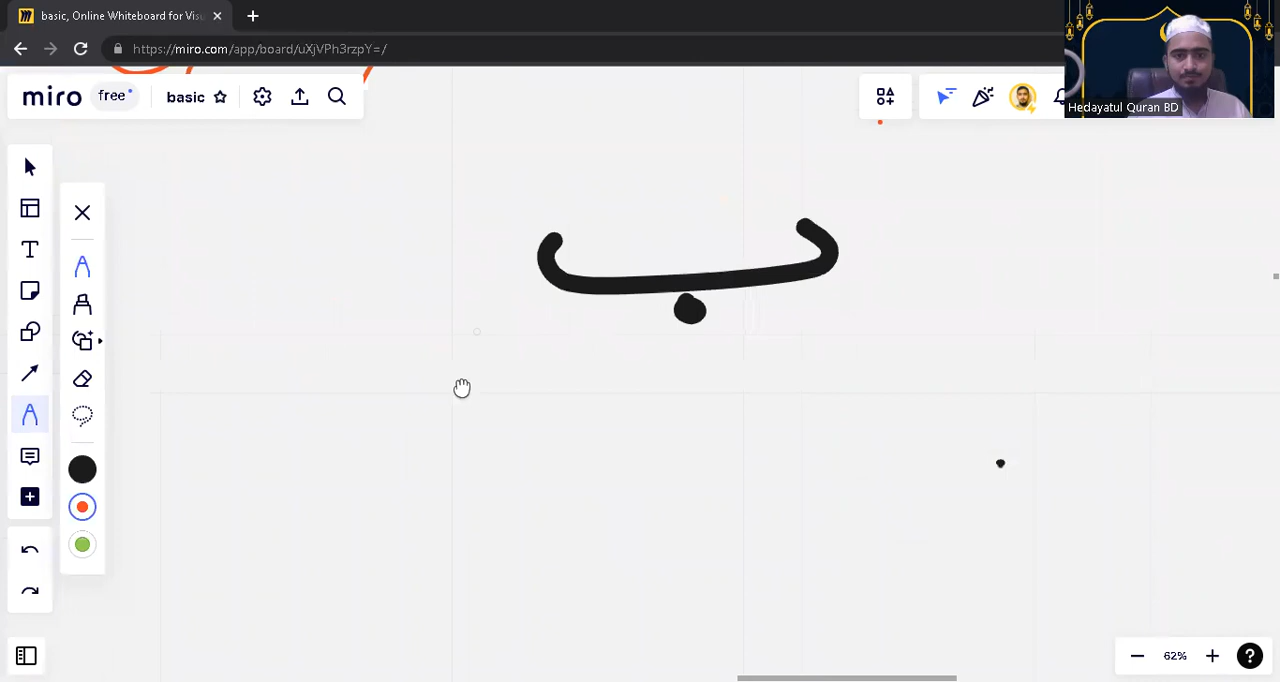 basic, Online Whiteboard for Vis
https://miro.com/app/board/uXjVPh3rzpY=/
miro free basic
Hedayatul Quran BD
ب
T
62%
?